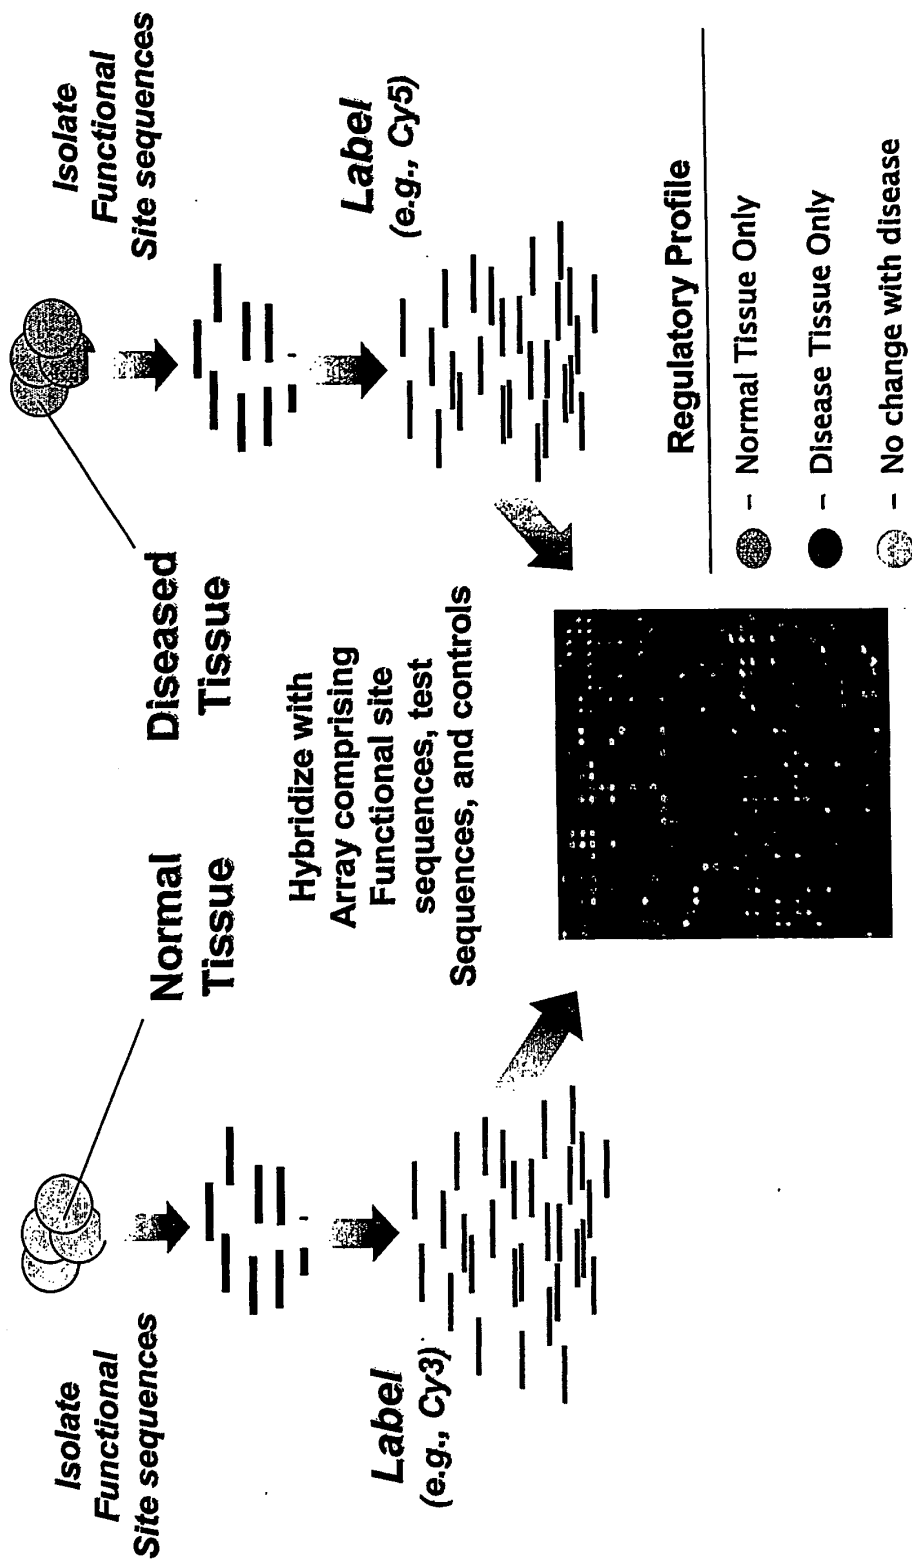 Isolate
Functional
Site sequences
Normal
Tissue
Diseased
Tissue
Isolate
Functional
Site sequences
Label
(e.g., Cy3)
Hybridize with
Array comprising
Functional site
sequences, test
Sequences, and controls
Label
(e.g., Cy5)
Regulatory Profile
– Normal Tissue Only
– Disease Tissue Only
– No change with disease